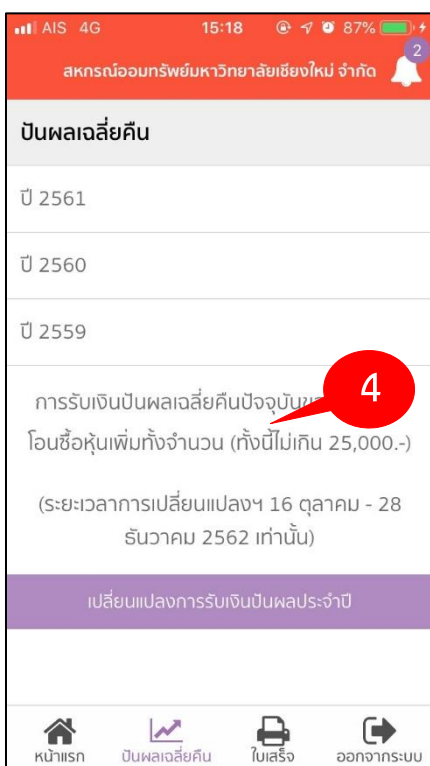 AIS 4G 15:18 87%
2
สหกรณ์ออมทรัพย์มหาวิทยาลัยเชียงใหม่ จำกัด
ปันผลเฉลี่ยคืน
ปี 2561
ปี 2560
ปี 2559
4
การรับเงินปันผลเฉลี่ยคืนปัจจุบัน
โอนซื้อหุ้นเพิ่มทั้งจำนวน (ทั้งนี้ไม่เกิน 25,000.-)
(ระยะเวลาการเปลี่ยนแปลงฯ 16 ตุลาคม - 28
ธันวาคม 2562 เท่านั้น)
เปลี่ยนแปลงการรับเงินปันผลประจำปี
หน้าแรก ปันผลเฉลี่ยคืน ใบเสร็จ ออกจากระบบ